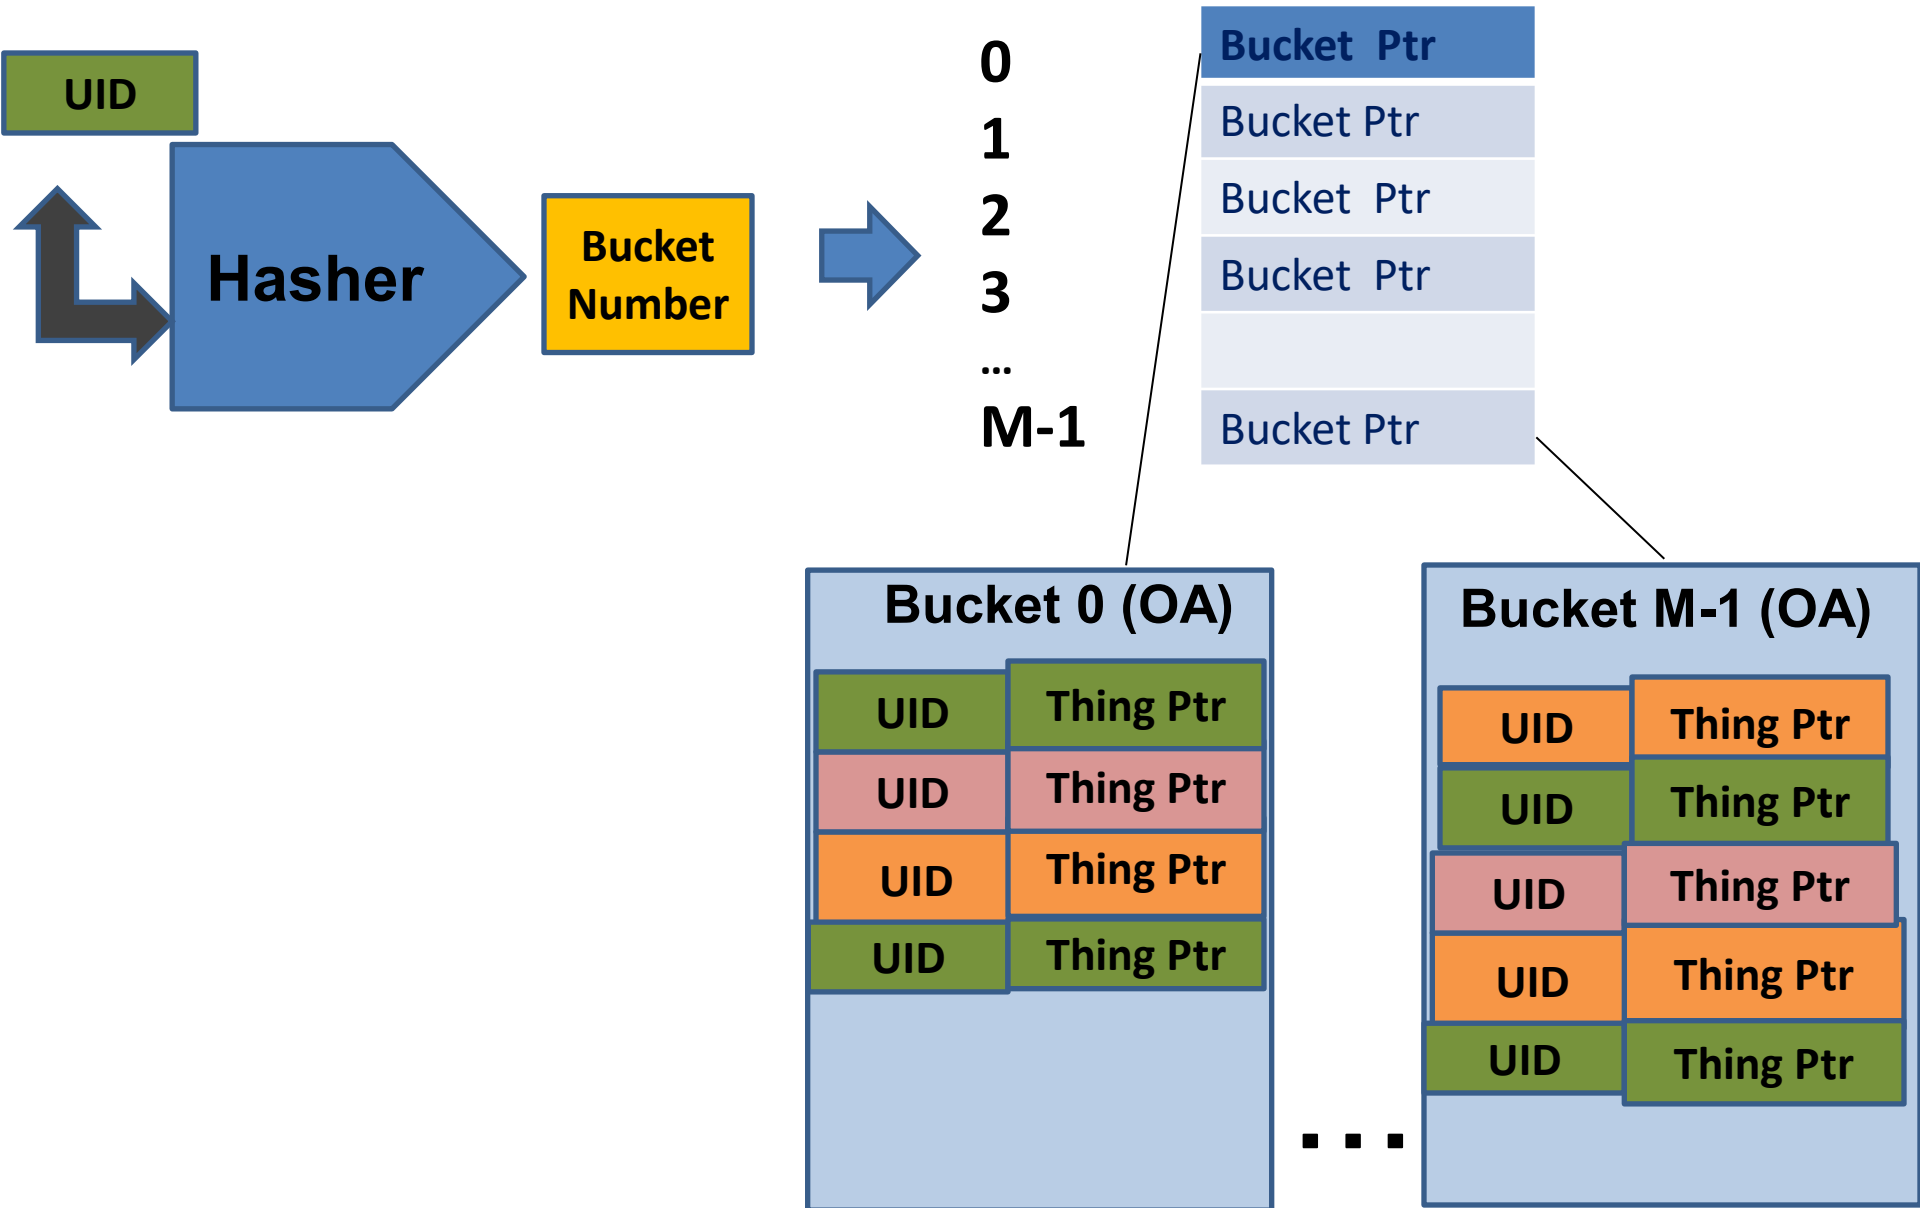 UID
Hasher
Bucket
Number
0
1
2
3
...
M-1
Bucket Ptr
Bucket Ptr
Bucket Ptr
Bucket Ptr
Bucket Ptr
Bucket 0 (OA)
UID Thing Ptr
UID Thing Ptr
UID Thing Ptr
UID Thing Ptr
...
Bucket M-1 (OA)
UID Thing Ptr
UID Thing Ptr
UID Thing Ptr
UID Thing Ptr
UID Thing Ptr